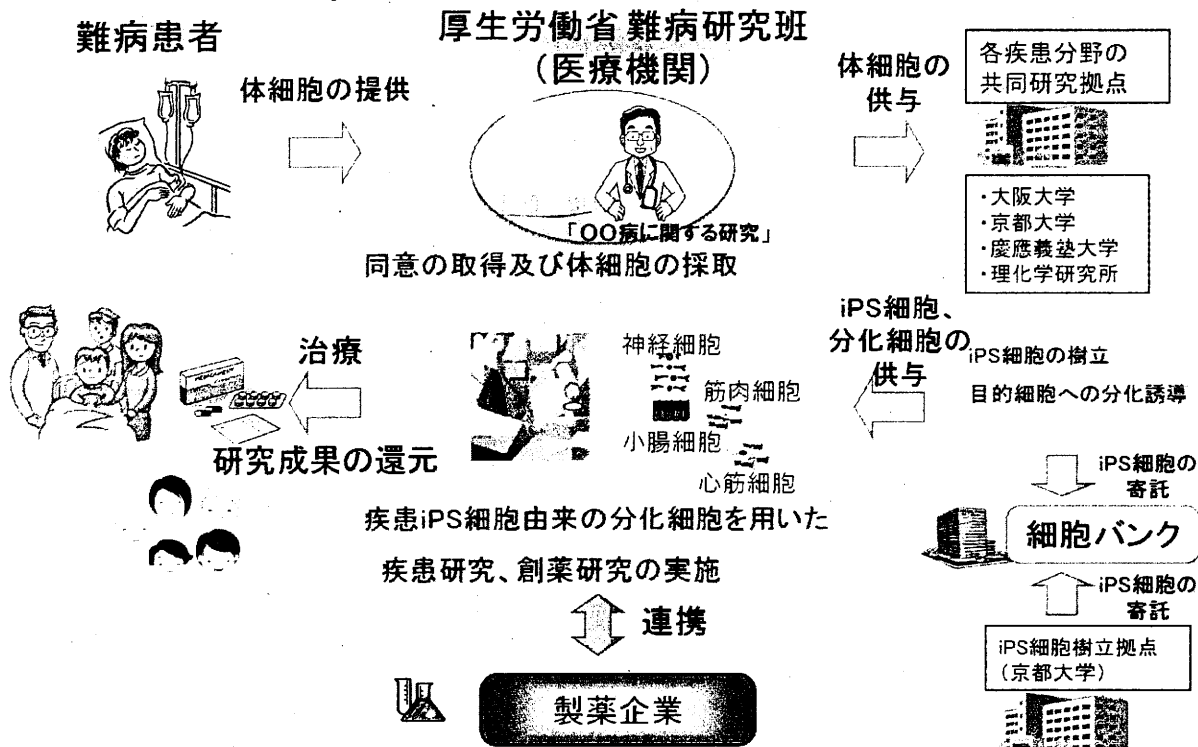 難病患者
厚生労働省 難病研究班
(医療機関)
体細胞の提供
体細胞の
供与
各疾患分野の
共同研究拠点
「〇〇病に関する研究」
同意の取得及び体細胞の採取
・大阪大学
・京都大学
・慶應義塾大学
・理化学研究所
治療
神経細胞
筋肉細胞
小腸細胞
心筋細胞
iPS細胞、
分化細胞の
供与
iPS細胞の樹立
目的細胞への分化誘導
研究成果の還元
疾患iPS細胞由来の分化細胞を用いた
疾患研究、創薬研究の実施
iPS細胞の
寄託
細胞バンク
iPS細胞の
寄託
連携
製薬企業
iPS細胞樹立拠点
(京都大学)